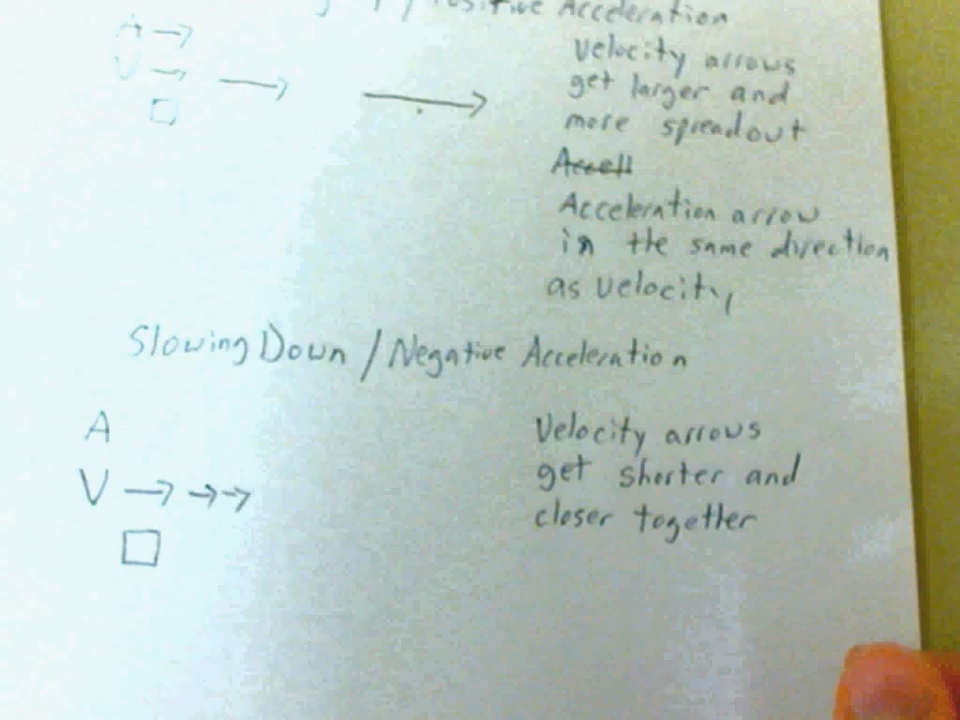 Positive Acceleration
A
V
Velocity arrows
get larger and
more spreadout
Accell
Acceleration arrow
in the same direction
as velocity
Slowing Down / Negative Acceleration
A
V
Velocity arrows
get shorter and
closer together